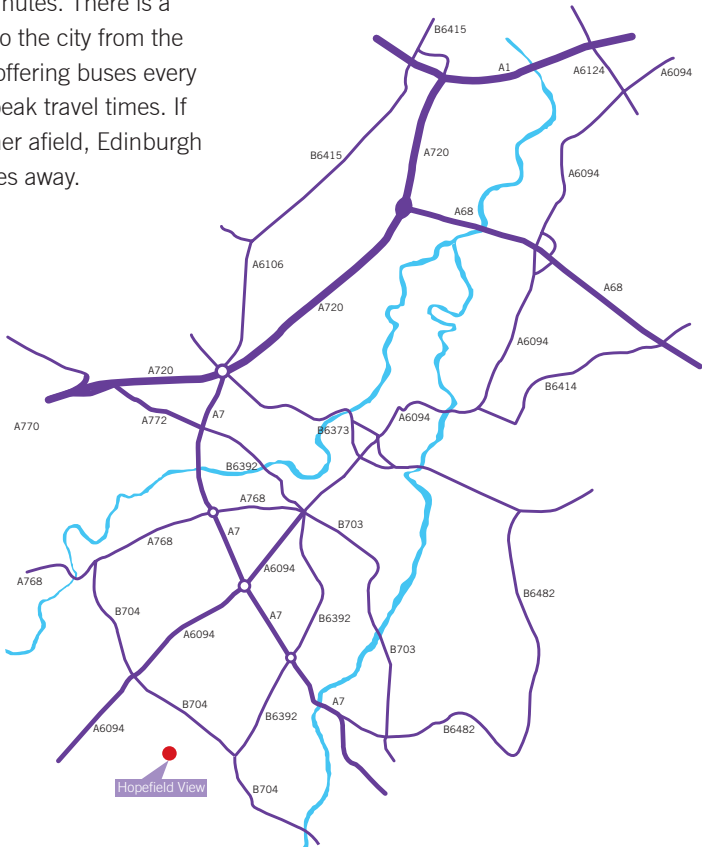 nutes. There is a
o the city from the
offering buses every
peak travel times. If
her afield, Edinburgh
es away.
B6415
A1
A6124
A6094
B6415
A720
A6094
A68
A6106
A68
A720
A6094
A720
B6414
A772
A7
A770
B6373
A6094
B6392
A768
A7
B703
A768
A6094
A768
B6482
B704
A7
B6392
A6094
B703
B704
A7
B6392
A6094
B6482
Hopefield View
B704